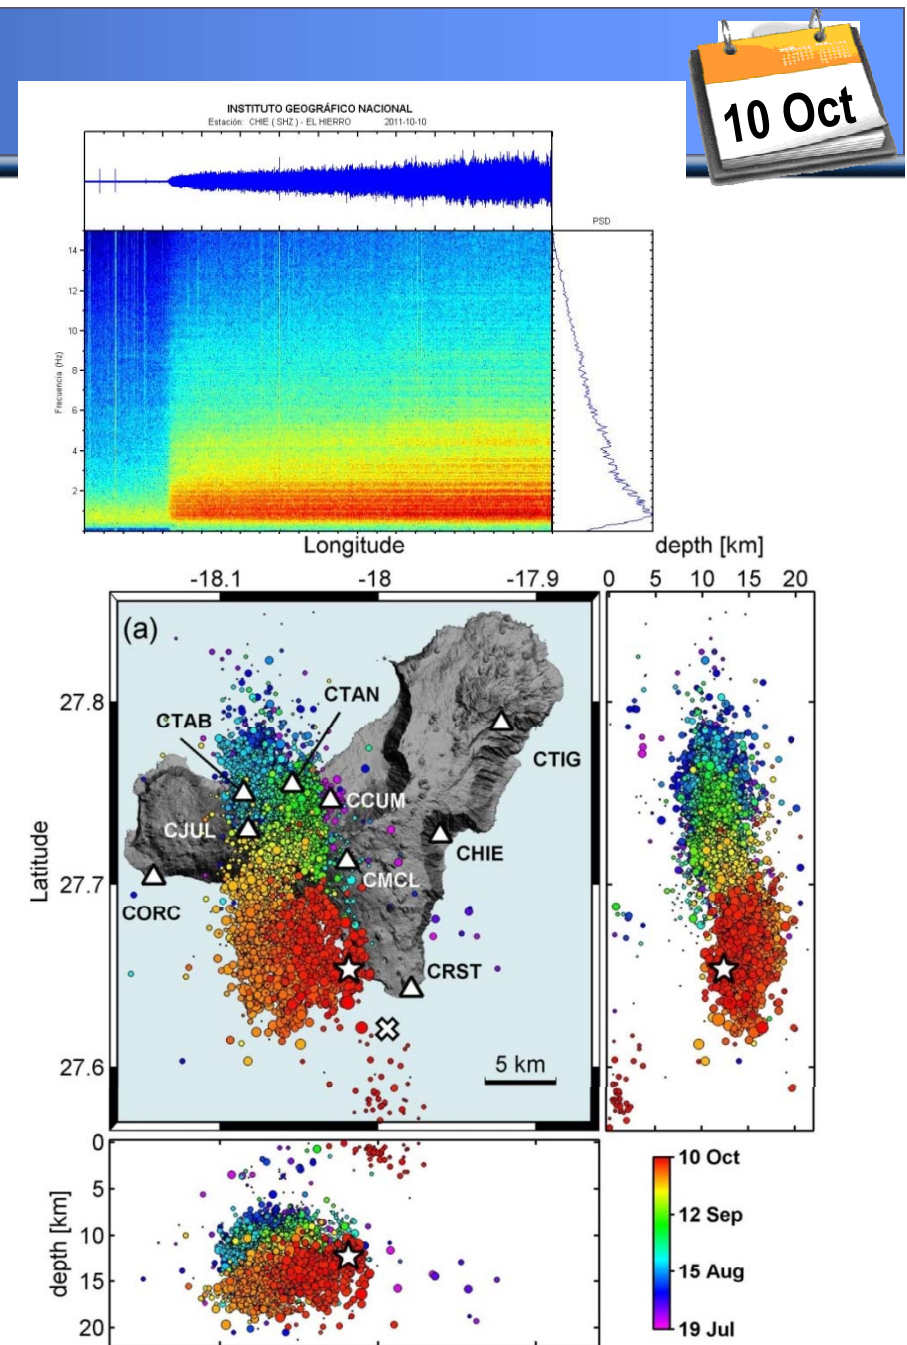 10 Oct
INSTITUTO GEOGRÁFICO NACIONAL
Estación: CHIE ( SHZ ) - EL HIERRO 2011-10-10
PSD
14
12
10
8
6
4
2
Frecuencia (Hz)
Longitude
depth [km]
-18.1 -18 -17.9
0 5 10 15 20
(a)
27.8
27.7
27.6
Latitude
CTAN
CTAB
CTIG
CCUM
CJUL
CHIE
CMCL
CORC
CRST
5 km
0
5
10
15
20
depth [km]
10 Oct
12 Sep
15 Aug
19 Jul